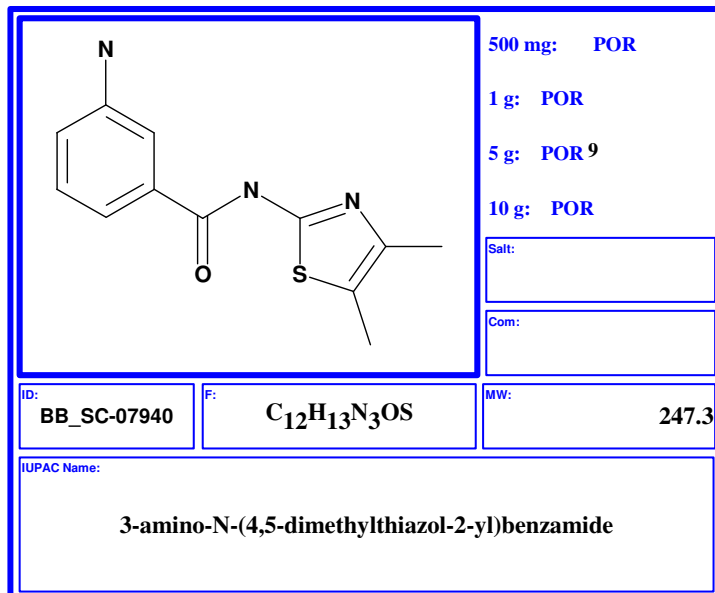 N
N
N
O
S
500 mg: POR
1 g: POR
5 g: POR 9
10 g: POR
Salt:
Com:
ID:
BB_SC-07940
F:
C12H13N3OS
MW:
247.3
IUPAC Name:
3-amino-N-(4,5-dimethylthiazol-2-yl)benzamide